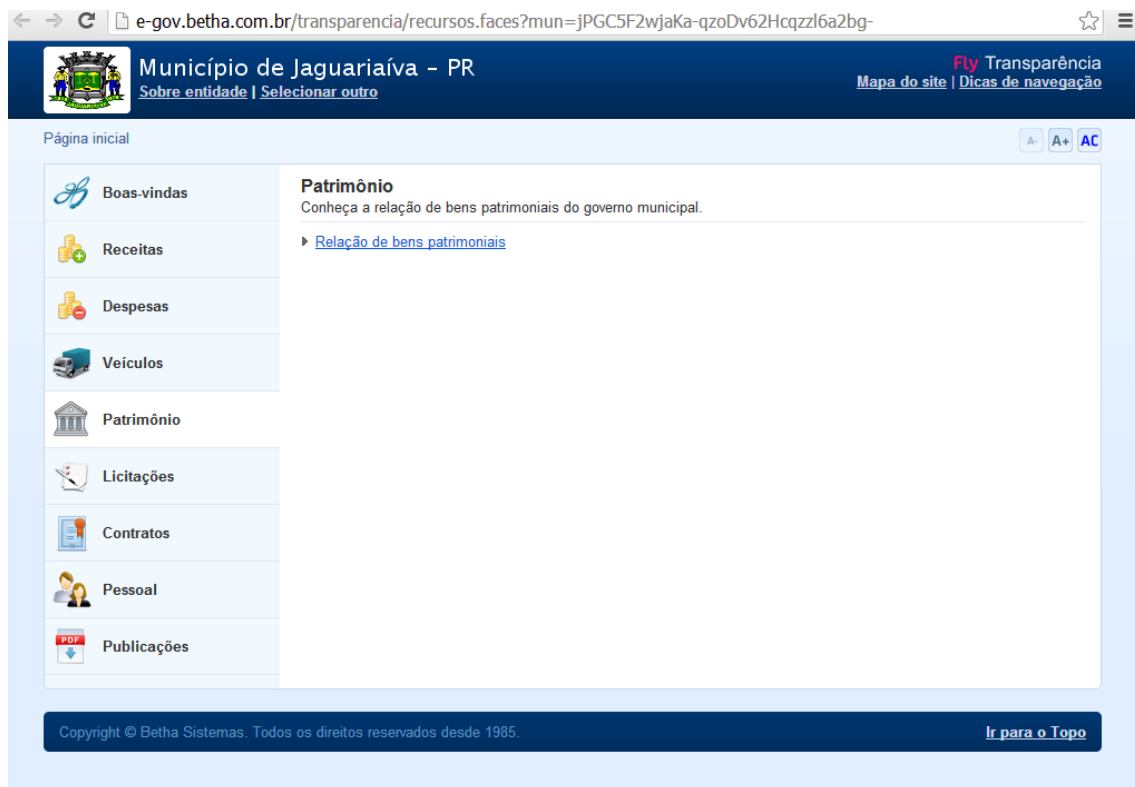 e-gov.betha.com.br/transparencia/recursos.faces?mun=jPGC5F2wjaKa-qzoDv62Hcqzzl6a2bg-
Município de Jaguariaíva - PR
Sobre entidade | Selecionar outro
Fly Transparência
Mapa do site | Dicas de navegação
Página inicial
A- A+ AC
Boas-vindas
Receitas
Despesas
Veículos
Patrimônio
Licitações
Contratos
Pessoal
PDF
Publicações
Patrimônio
Conheça a relação de bens patrimoniais do governo municipal.
Relação de bens patrimoniais
Copyright © Betha Sistemas. Todos os direitos reservados desde 1985.
Ir para o Topo